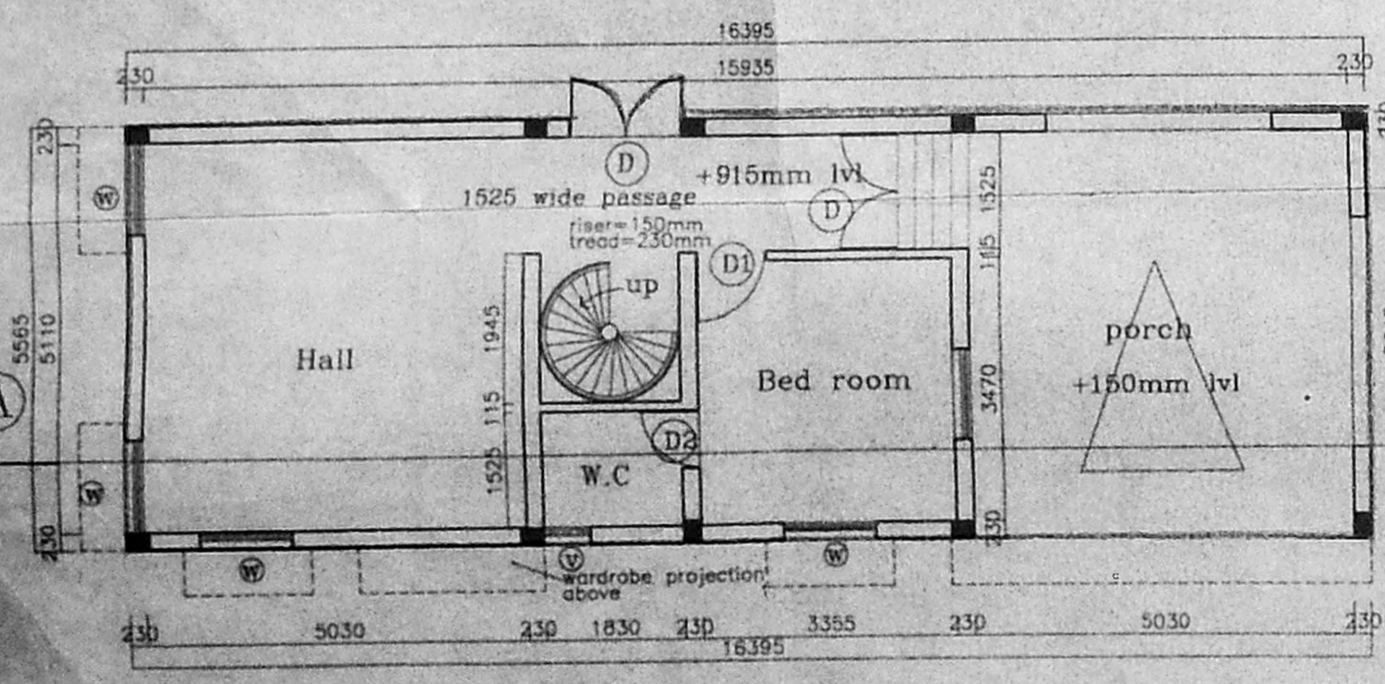 16395
230
15935
230
230
D
+915mm lvl
W
1525 wide passage
D
1525
riser=150mm
tread=230mm
D1
115
up
5565
5110
1945
Hall
porch
Bed room
3470
+150mm lvl
115
D2
1525
W.C
W
230
230
W
V
W
wardrobe projection
above
230
5030
230
1830
230
3355
230
5030
230
16395